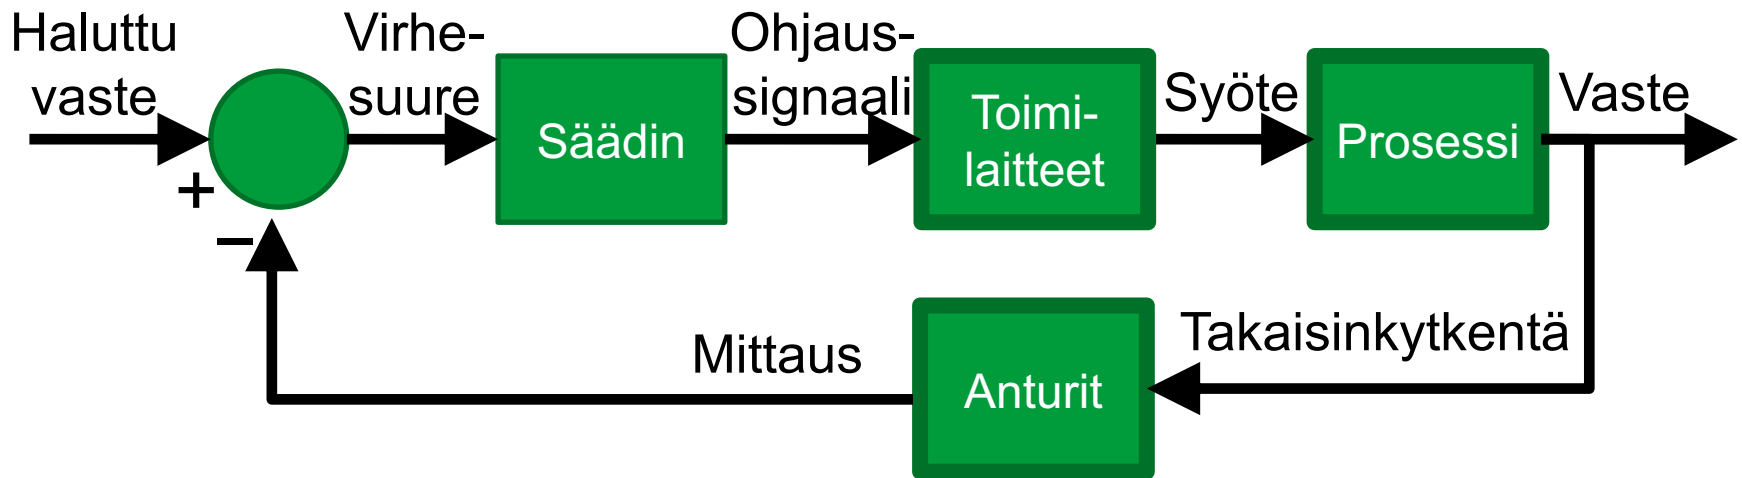 Haluttu
vaste
Virhe-
suure
Säädin
Ohjaus-
signaali
Toimi-
laitteet
Syöte
Prosessi
Vaste
+
−
Mittaus
Anturit
Takaisinkytkentä